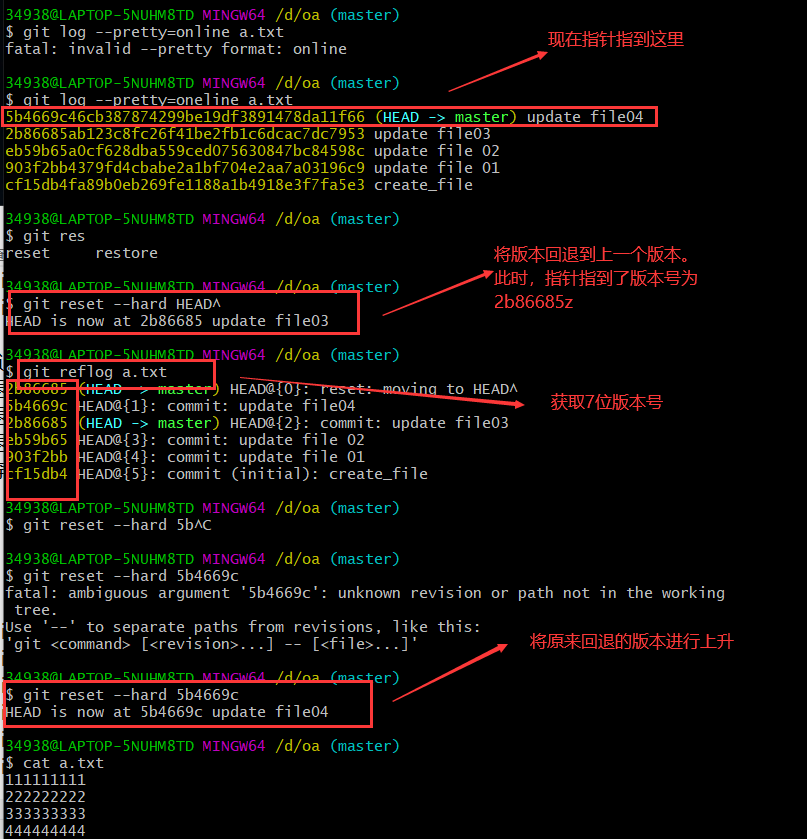 34938@LAPTOP-5NUHM8TD MINGW64 /d/oa (master)
$ git log --pretty=online a.txt
fatal: invalid --pretty format: online
现在指针指到这里
34938@LAPTOP-5NUHM8TD MINGW64 /d/oa (master)
$ git log --pretty=oneline a.txt
5b4669c46cb387874299be19df3891478da11f66 (HEAD -> master) update file04
2b86685ab123c8fc26f41be2fb1c6dcac7dc7953 update file03
eb59b65a0cf628dba559ced075630847bc84598c update file 02
903f2bb4379fd4cbabe2a1bf704e2aa7a03196c9 update file 01
cf15db4fa89b0eb269fe1188a1b4918e3f7fa5e3 create_file
34938@LAPTOP-5NUHM8TD MINGW64 /d/oa (master)
$ git res
reset     restore
34938@LAPTOP-5NUHM8TD MINGW64 /d/oa (master)
$ git reset --hard HEAD^
HEAD is now at 2b86685 update file03
将版本回退到上一个版本。
此时，指针指到了版本号为
2b86685z
34938@LAPTOP-5NUHM8TD MINGW64 /d/oa (master)
$ git reflog a.txt
2b86685 (HEAD -> master) HEAD@{0}: reset: moving to HEAD^
5b4669c HEAD@{1}: commit: update file04
2b86685 (HEAD -> master) HEAD@{2}: commit: update file03
eb59b65 HEAD@{3}: commit: update file 02
903f2bb HEAD@{4}: commit: update file 01
cf15db4 HEAD@{5}: commit (initial): create_file
获取7位版本号
34938@LAPTOP-5NUHM8TD MINGW64 /d/oa (master)
$ git reset --hard 5b^C
34938@LAPTOP-5NUHM8TD MINGW64 /d/oa (master)
$ git reset --hard 5b4669c
fatal: ambiguous argument '5b4669c': unknown revision or path not in the working
 tree.
Use '--' to separate paths from revisions, like this:
'git <command> [<revision>...] -- [<file>...]'
将原来回退的版本进行上升
34938@LAPTOP-5NUHM8TD MINGW64 /d/oa (master)
$ git reset --hard 5b4669c
HEAD is now at 5b4669c update file04
34938@LAPTOP-5NUHM8TD MINGW64 /d/oa (master)
$ cat a.txt
111111111
222222222
333333333
444444444